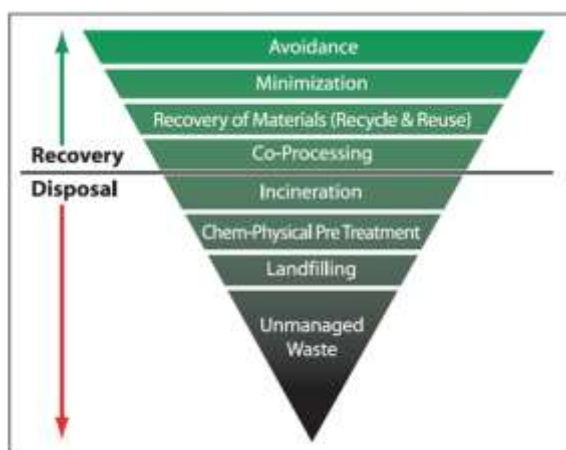 Avoidance
Minimization
Recovery of Materials (Recycle & Reuse)
Co-Processing
Recovery
Disposal
Incineration
Chem-Physical Pre Treatment
Landfilling
Unmanaged
Waste